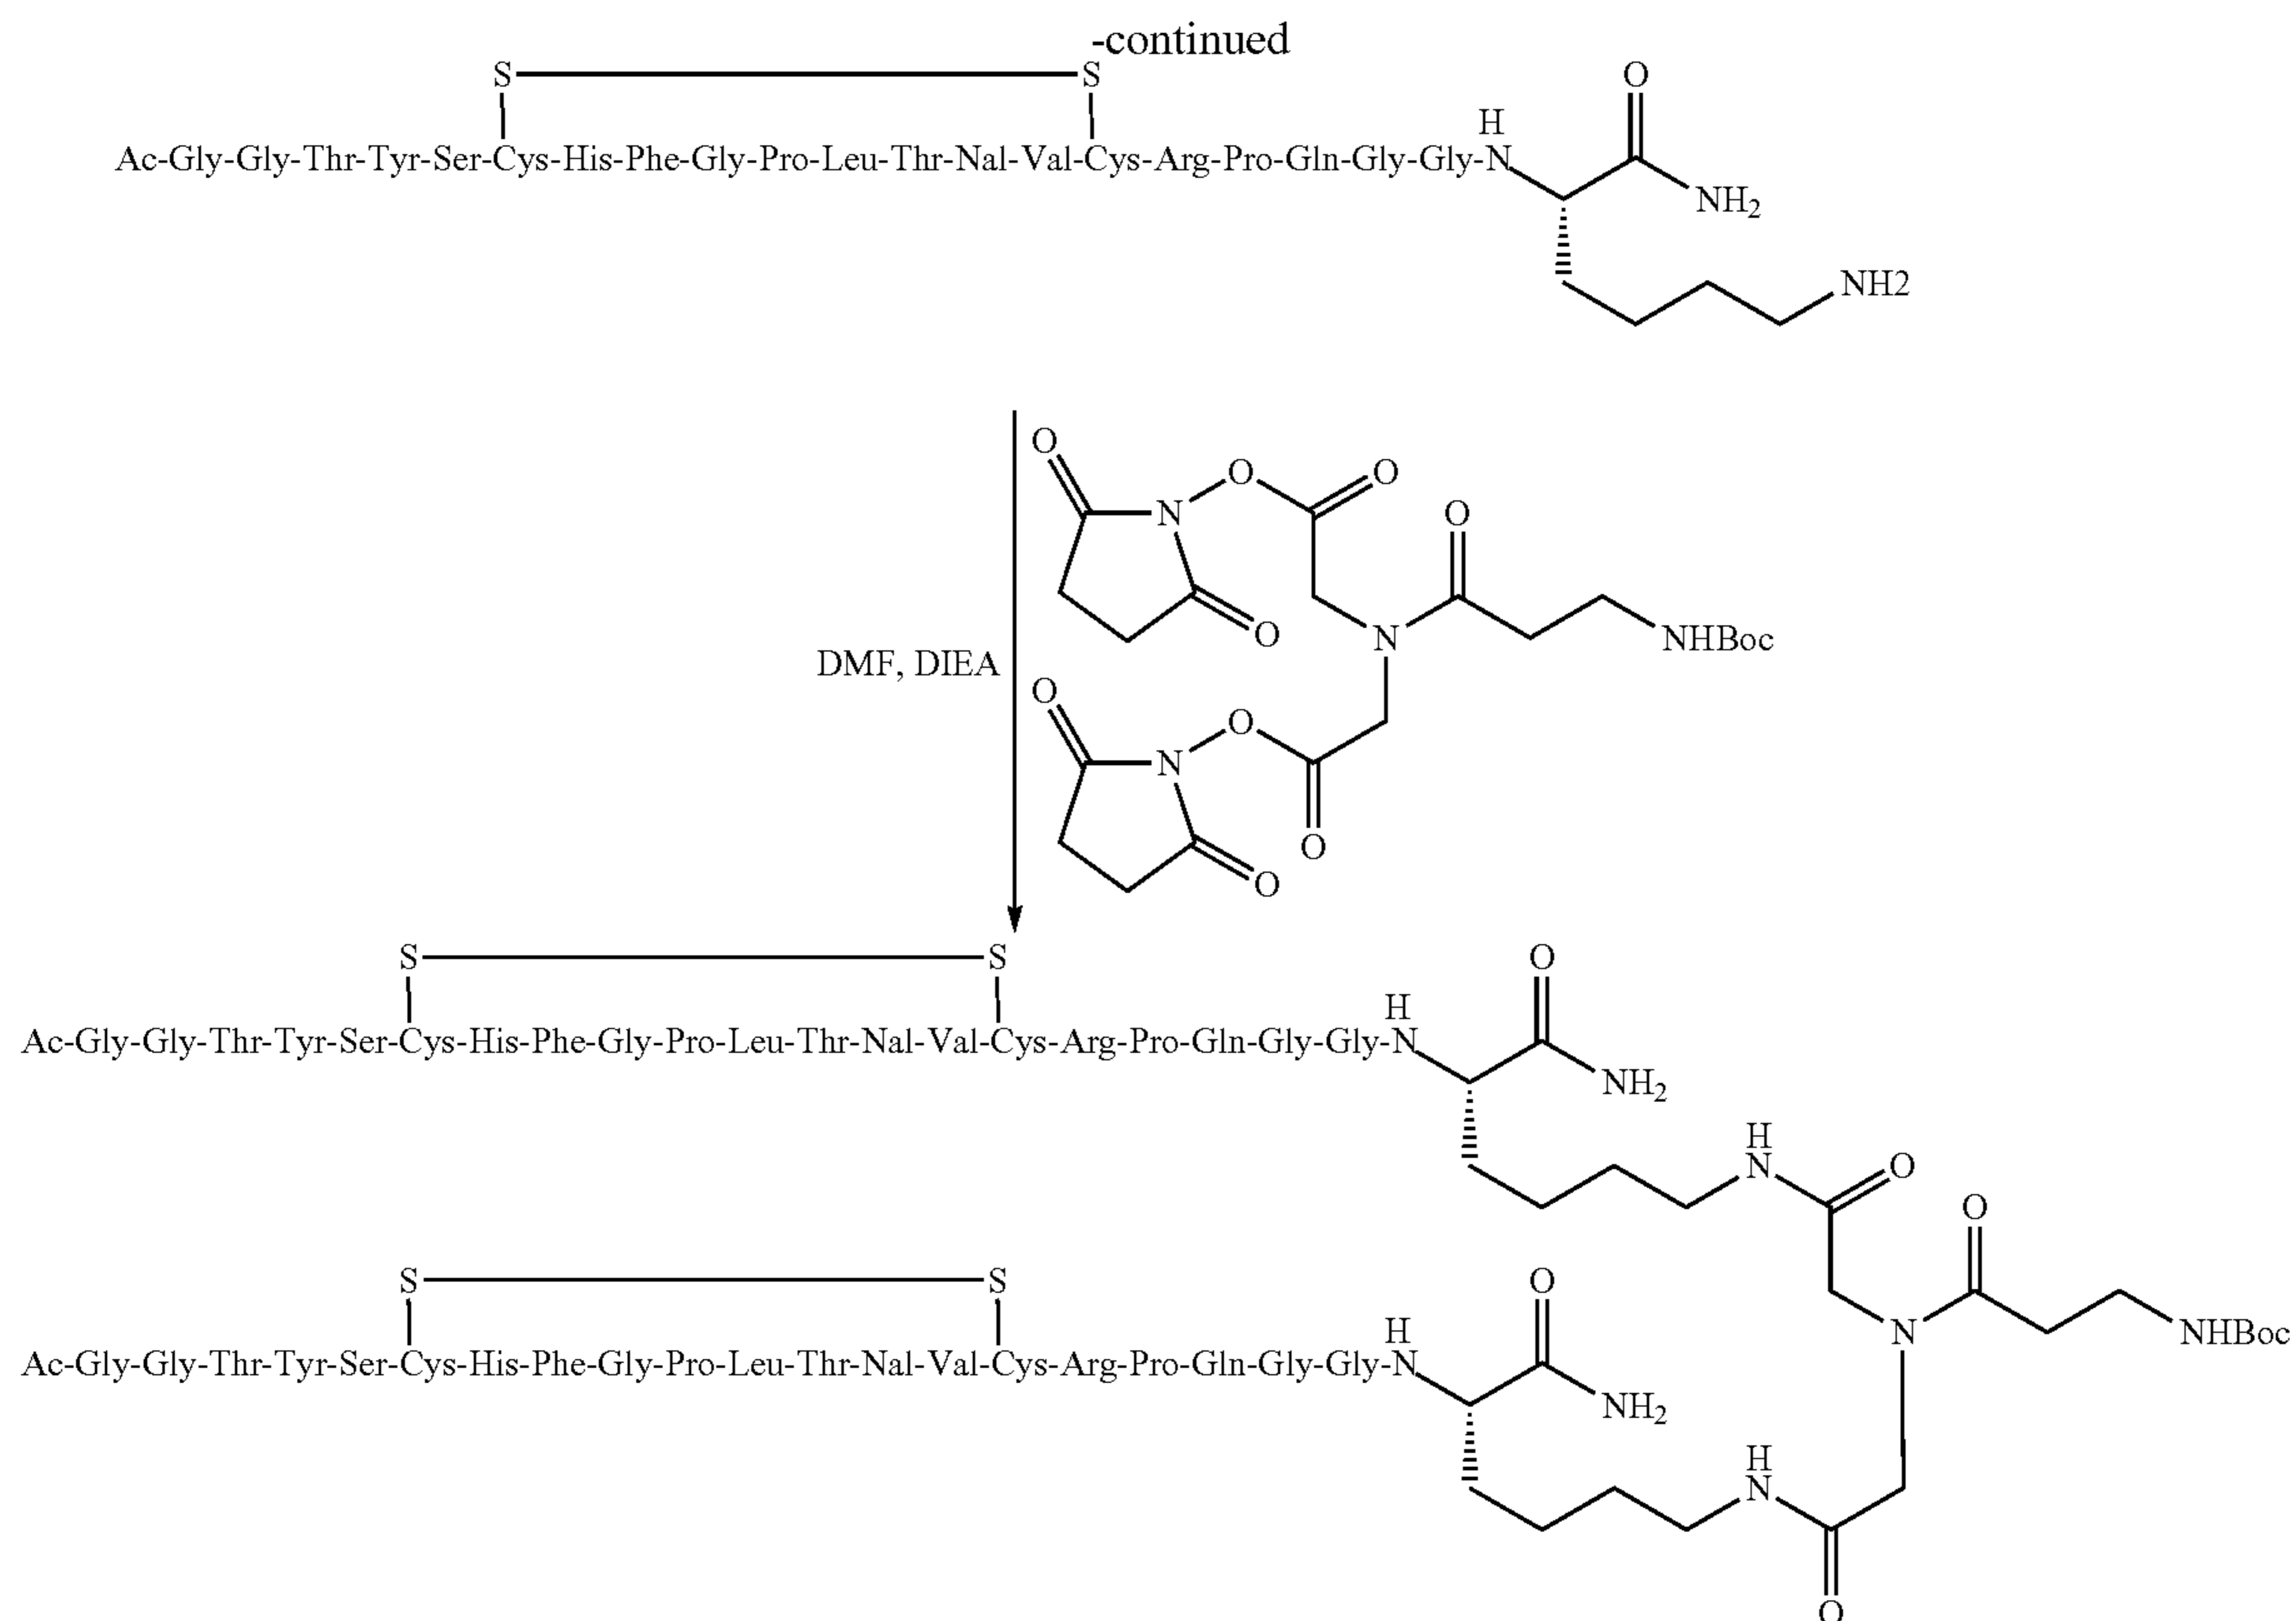 -continued
S S O
H
Ac-Gly-Gly-Thr-Tyr-Ser-Cys-His-Phe-Gly-Pro-Leu-Thr-Nal-Val-Cys-Arg-Pro-Gln-Gly-Gly-N
NH2
NH2
O
O O
N O
O N NHBoc
DMF, DIEA
O
O
N
O
O
S S O
H
Ac-Gly-Gly-Thr-Tyr-Ser-Cys-His-Phe-Gly-Pro-Leu-Thr-Nal-Val-Cys-Arg-Pro-Gln-Gly-Gly-N
NH2
H
N O
O
S S O
H N NHBoc
Ac-Gly-Gly-Thr-Tyr-Ser-Cys-His-Phe-Gly-Pro-Leu-Thr-Nal-Val-Cys-Arg-Pro-Gln-Gly-Gly-N
NH2
H
N
O